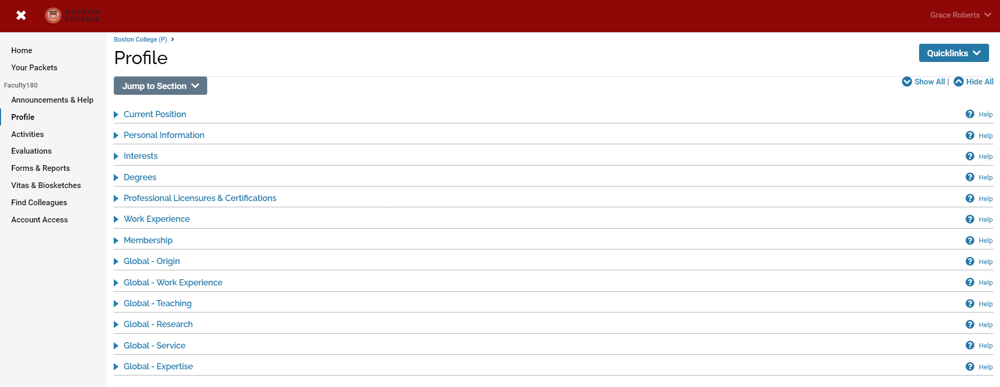 BOSTON
COLLEGE
Grace Roberts
Home
Your Packets
Faculty180
Announcements & Help
Profile
Activities
Evaluations
Forms & Reports
Vitas & Biosketches
Find Colleagues
Account Access
Boston College (P)
Profile
Quicklinks
Jump to Section
Show All | Hide All
Current Position Help
Personal Information Help
Interests Help
Degrees Help
Professional Licensures & Certifications Help
Work Experience Help
Membership Help
Global - Origin Help
Global - Work Experience Help
Global - Teaching Help
Global - Research Help
Global - Service Help
Global - Expertise Help